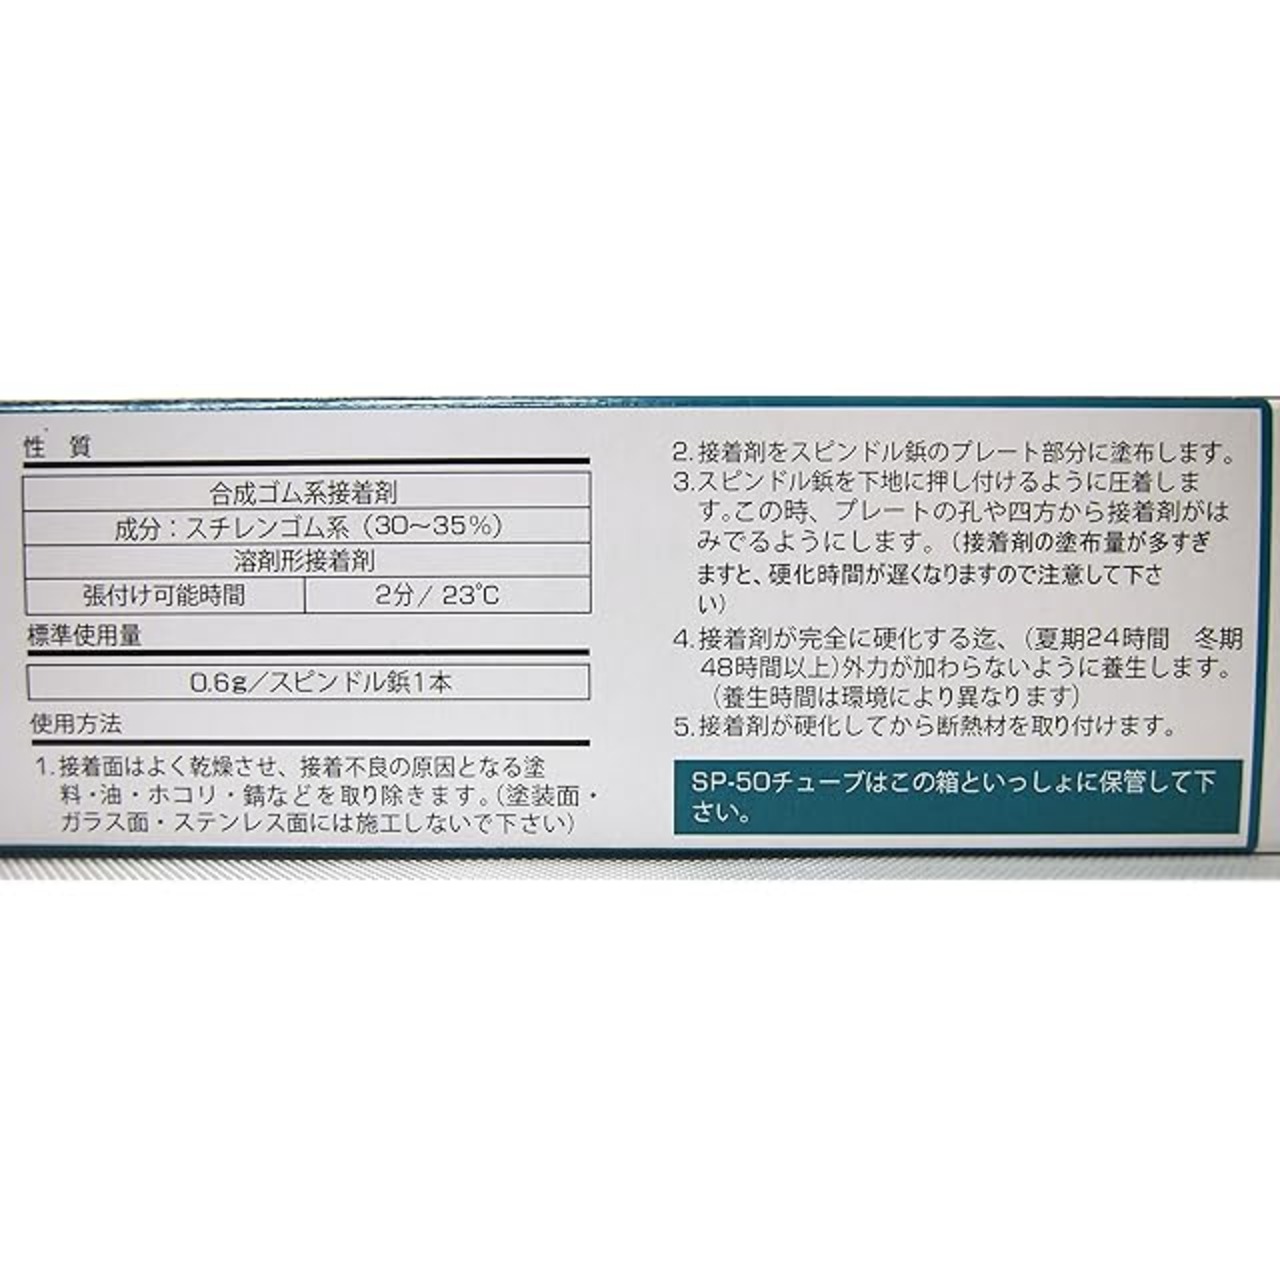 性 質
合成ゴム系接着剤
成分：スチレンゴム系（30〜35％）
溶剤形接着剤
張付け可能時間 2分／23℃
標準使用量
0.6g／スピンドル鋲1本
使用方法
1.接着面はよく乾燥させ、接着不良の原因となる塗
料・油・ホコリ・錆などを取り除きます。（塗装面・
ガラス面・ステンレス面には施工しないで下さい）
2.接着剤をスピンドル鋲のプレート部分に塗布します。
3.スピンドル鋲を下地に押し付けるように圧着しま
す。この時、プレートの孔や四方から接着剤がは
みでるようにします。（接着剤の塗布量が多すぎ
ますと、硬化時間が遅くなりますので注意して下さ
い）
4.接着剤が完全に硬化する迄、（夏期24時間 冬期
48時間以上）外力が加わらないように養生します。
（養生時間は環境により異なります）
5.接着剤が硬化してから断熱材を取り付けます。
SP-50チューブはこの箱といっしょに保管して下
さい。